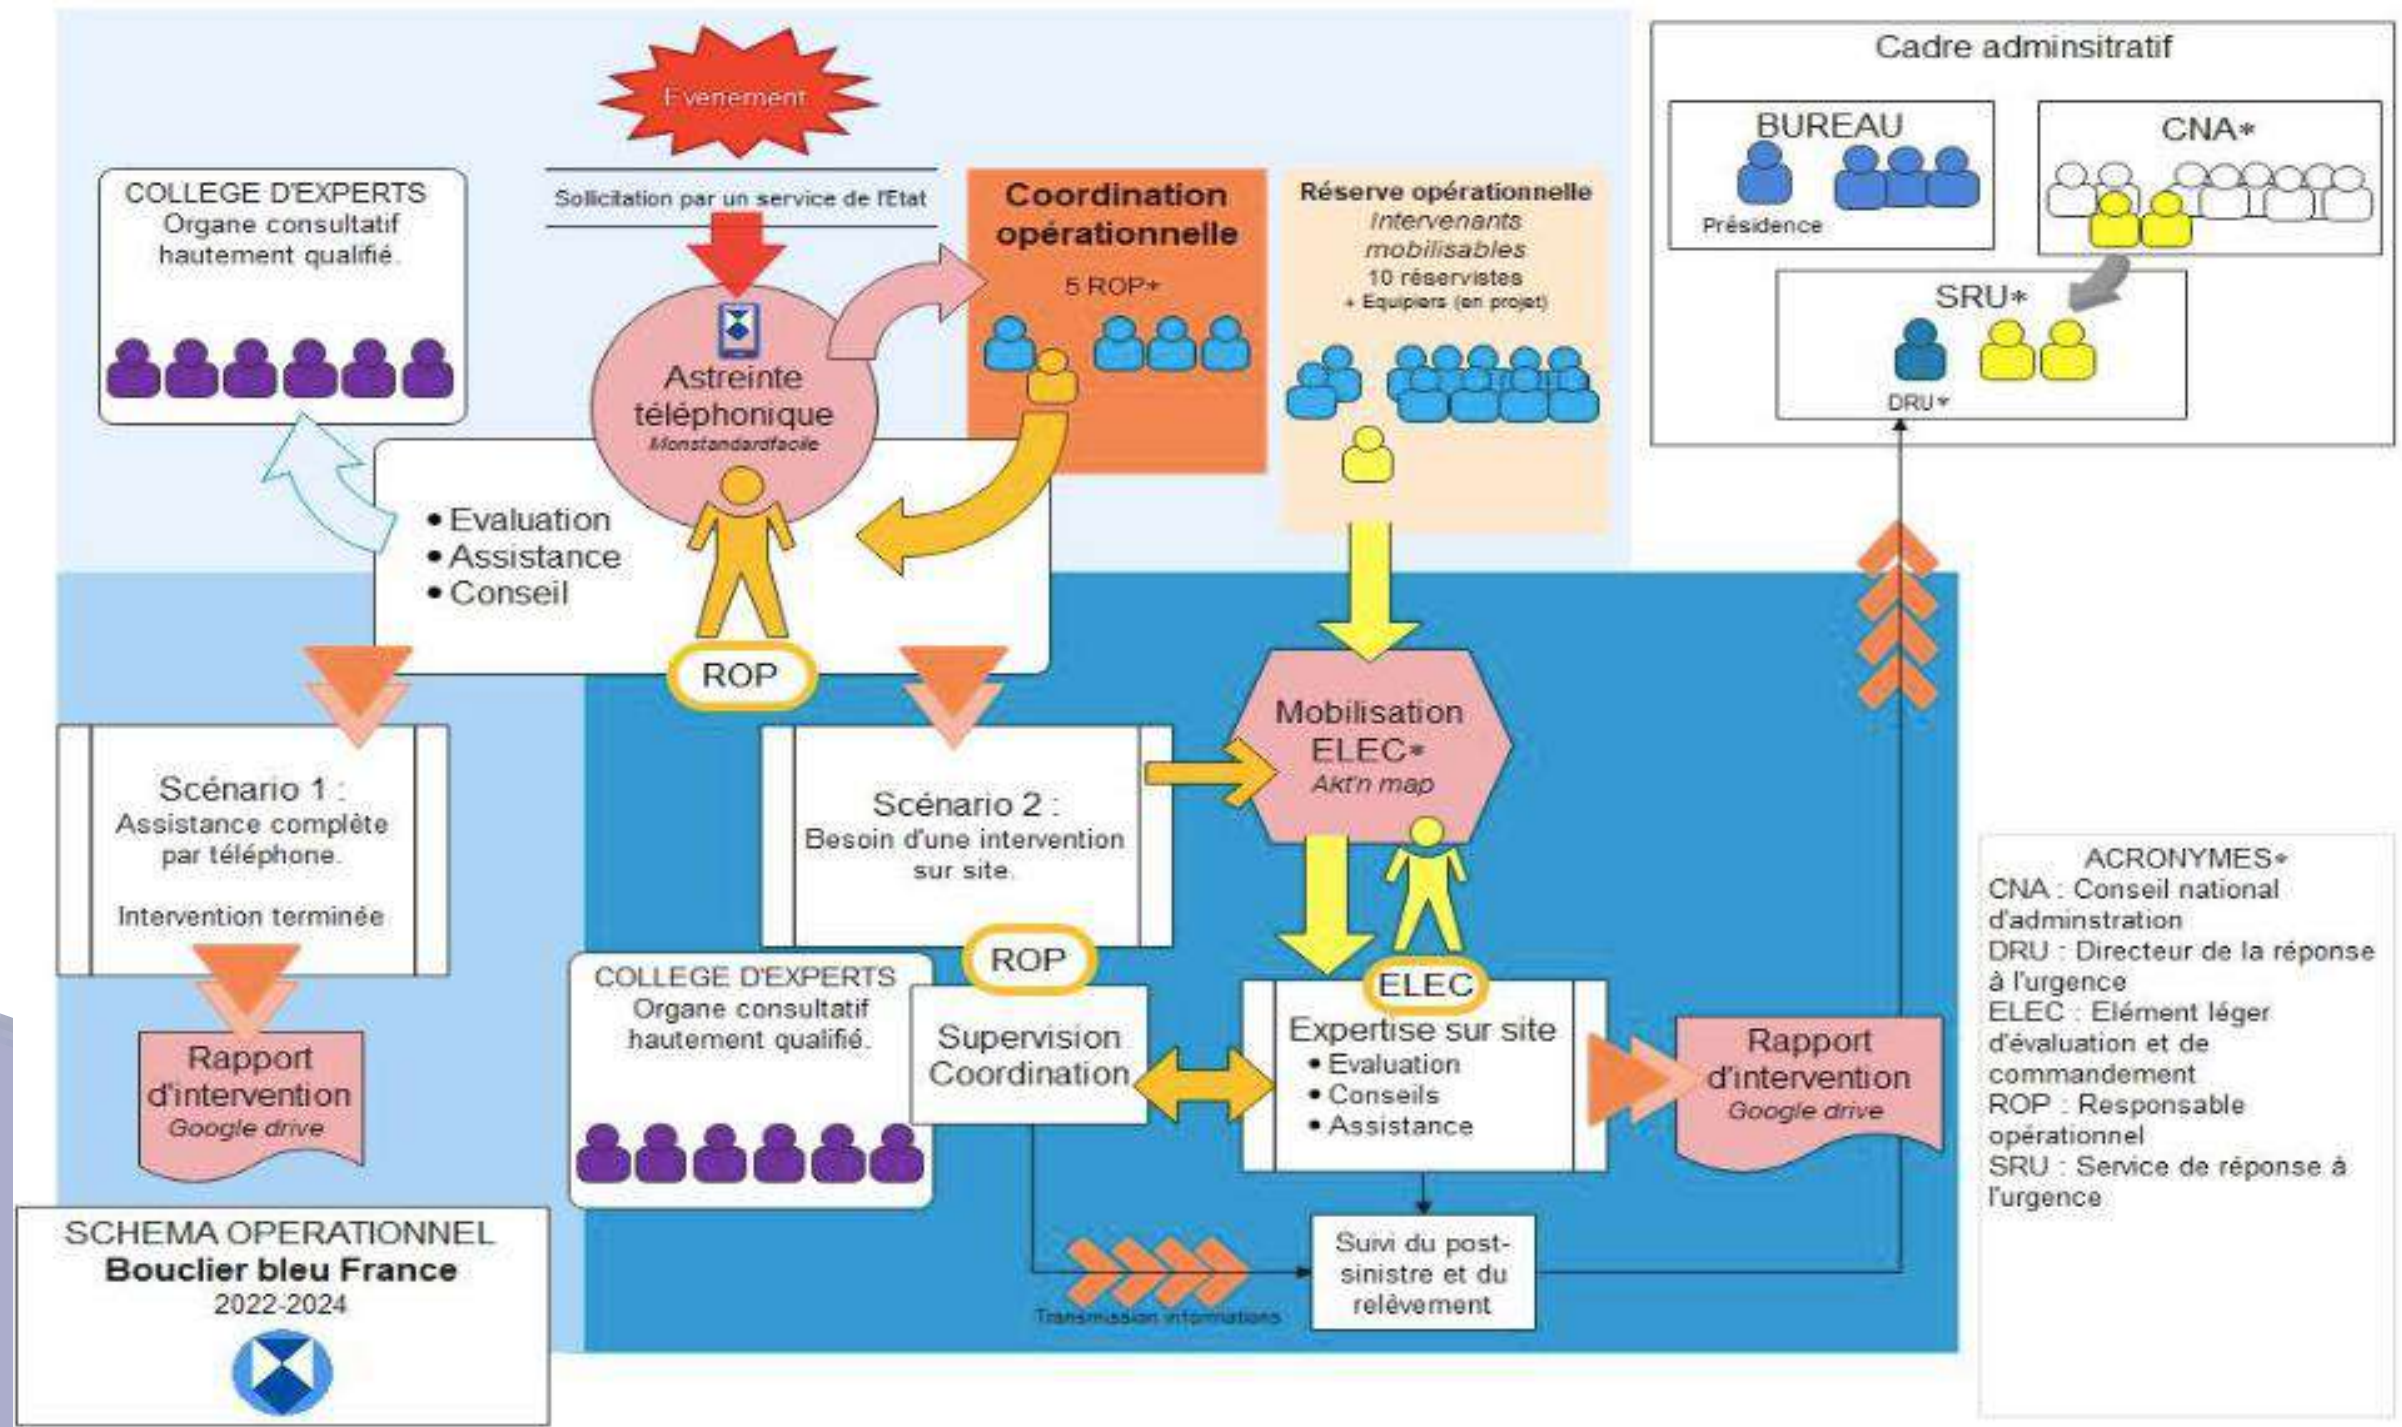 Evenement
Sollicitation par un service de l'Etat
COLLEGE D'EXPERTS
Organe consultatif
hautement qualifié.
Astreinte
téléphonique
Monstandardfacile
Coordination
opérationnelle
5 ROP*
Réserve opérationnelle
Intervenants
mobilisables
10 réservistes
+ Equipiers (en projet)
Cadre adminsitratif
BUREAU
Présidence
CNA*
SRU*
DRU*
• Evaluation
• Assistance
• Conseil
ROP
Scénario 1 :
Assistance complète
par téléphone.
Intervention terminée
Rapport
d'intervention
Google drive
Scénario 2 :
Besoin d'une intervention
sur site.
Mobilisation
ELEC*
Akt'n map
ROP
COLLEGE D'EXPERTS
Organe consultatif
hautement qualifié.
Supervision
Coordination
ELEC
Expertise sur site
• Evaluation
• Conseils
• Assistance
Rapport
d'intervention
Google drive
Transmission informations
Suivi du post-
sinistre et du
relèvement
ACRONYMES*
CNA : Conseil national
d'adminstration
DRU : Directeur de la réponse
à l'urgence
ELEC : Elément léger
d'évaluation et de
commandement
ROP : Responsable
opérationnel
SRU : Service de réponse à
l'urgence
SCHEMA OPERATIONNEL
Bouclier bleu France
2022-2024